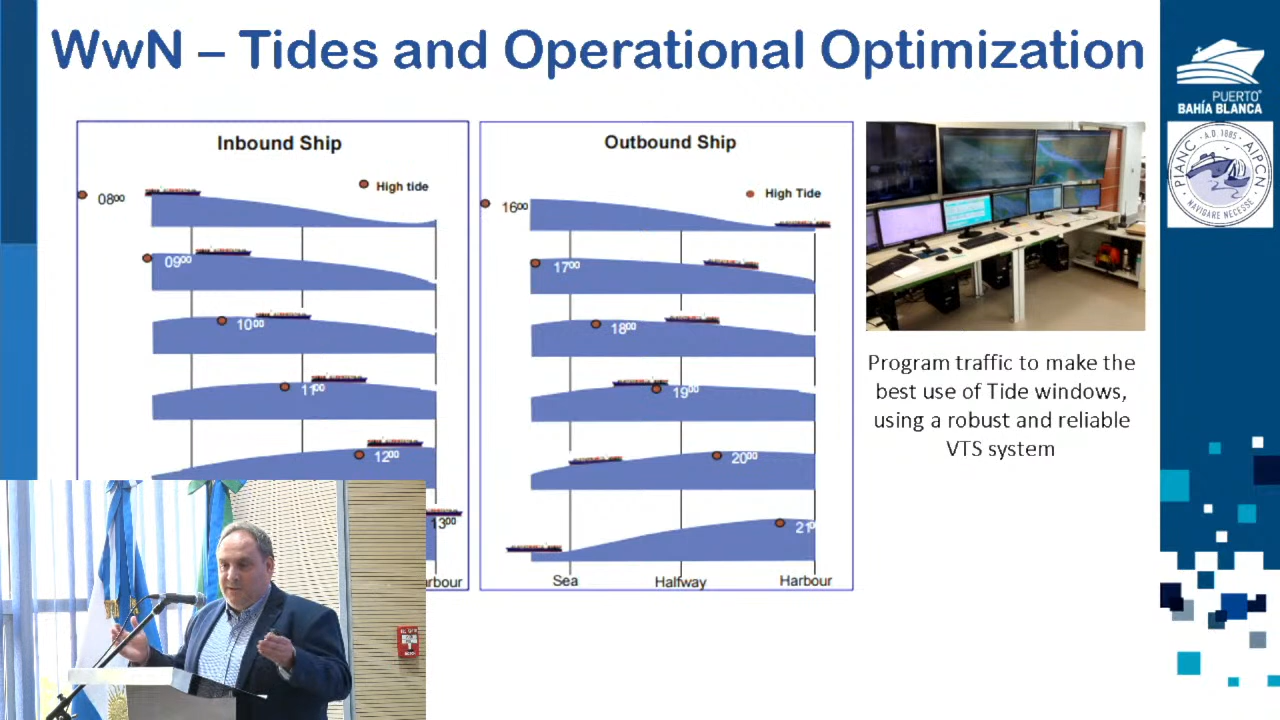 WwN – Tides and Operational Optimization
Inbound Ship
High tide
08⁰⁰
09⁰⁰
10⁰⁰
11⁰⁰
12⁰⁰
13⁰⁰
arbour
Outbound Ship
High Tide
16⁰⁰
17⁰⁰
18⁰⁰
19⁰⁰
20⁰⁰
21⁰
Sea
Halfway
Harbour
Program traffic to make the
best use of Tide windows,
using a robust and reliable
VTS system
PUERTO
BAHÍA BLANCA
PIANC · A.D. 1885 · AIPCN
NAVIGARE NECESSE